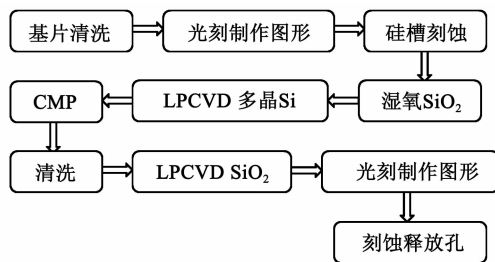 基片清洗
光刻制作图形
硅槽刻蚀
湿氧SiO₂
LPCVD 多晶Si
CMP
清洗
LPCVD SiO₂
光刻制作图形
刻蚀释放孔